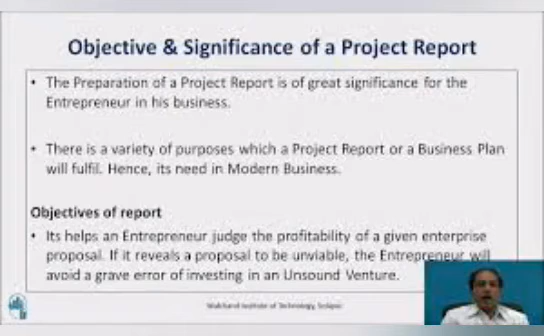 Objective & Significance of a Project Report
• The Preparation of a Project Report is of great significance for the
Entrepreneur in his business.
• There is a variety of purposes which a Project Report or a Business Plan
will fulfil. Hence, its need in Modern Business.
Objectives of report
• Its helps an Entrepreneur judge the profitability of a given enterprise
proposal. If it reveals a proposal to be unviable, the Entrepreneur will
avoid a grave error of investing in an Unsound Venture.
Walchand Institute of Technology, Solapur